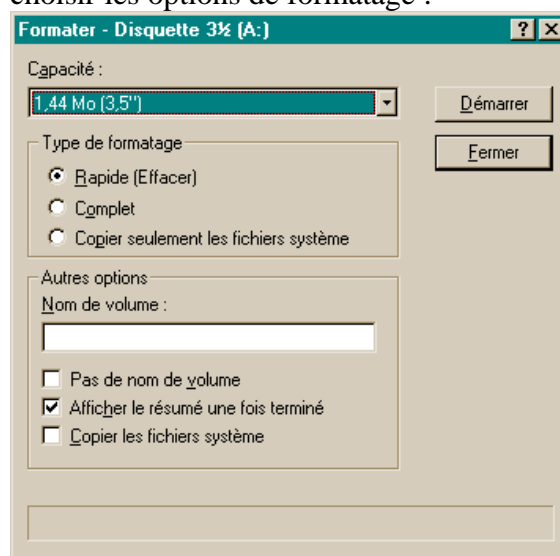 choisir les options de formatage :
Formater - Disquette 3½ (A:)
Capacité :
1,44 Mo (3,5")
Démarrer
Type de formatage
Fermer
Rapide (Effacer)
Complet
Copier seulement les fichiers système
Autres options
Nom de volume :
Pas de nom de volume
Afficher le résumé une fois terminé
Copier les fichiers système